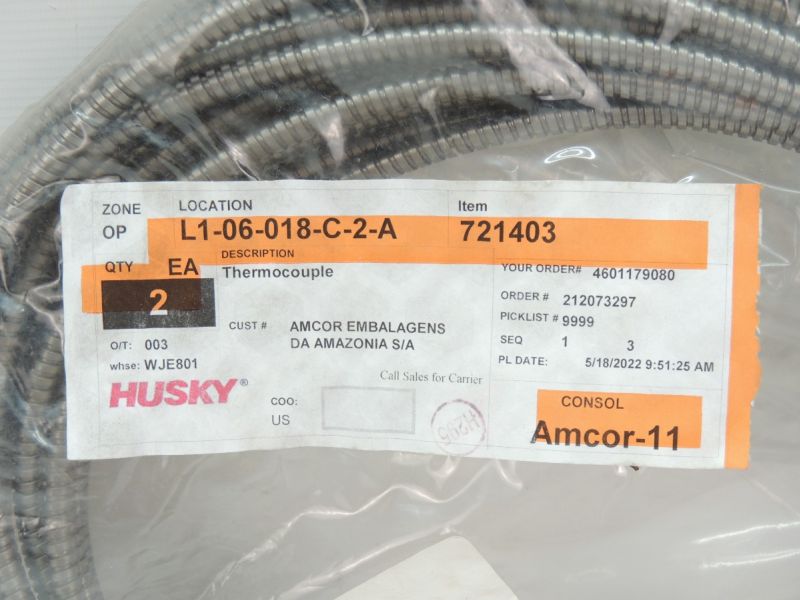 ZONE LOCATION Item
OP L1-06-018-C-2-A 721403
QTY EA DESCRIPTION
Thermocouple
2
YOUR ORDER# 4601179080
ORDER # 212073297
PICKLIST # 9999
CUST # AMCOR EMBALAGENS
DA AMAZONIA S/A
O/T: 003
SEQ 1 3
whse: WJE801
PL DATE: 5/18/2022 9:51:25 AM
Call Sales for Carrier
HUSKY®
COO:
US
CONSOL
Amcor-11